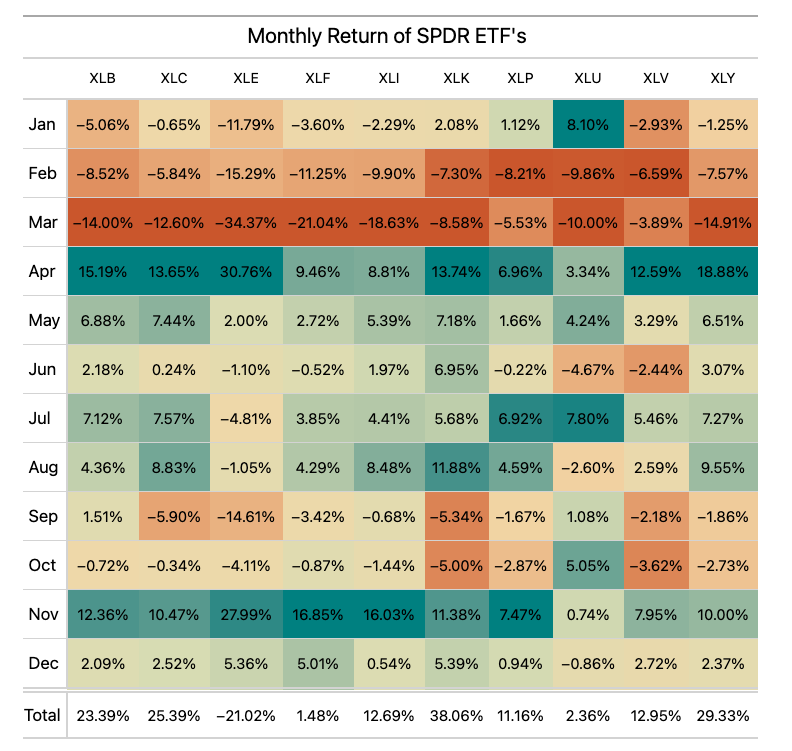 Monthly Return of SPDR ETF's
XLB XLC XLE XLF XLI XLK XLP XLU XLV XLY
Jan −5.06% −0.65% −11.79% −3.60% −2.29% 2.08% 1.12% 8.10% −2.93% −1.25%
Feb −8.52% −5.84% −15.29% −11.25% −9.90% −7.30% −8.21% −9.86% −6.59% −7.57%
Mar −14.00% −12.60% −34.37% −21.04% −18.63% −8.58% −5.53% −10.00% −3.89% −14.91%
Apr 15.19% 13.65% 30.76% 9.46% 8.81% 13.74% 6.96% 3.34% 12.59% 18.88%
May 6.88% 7.44% 2.00% 2.72% 5.39% 7.18% 1.66% 4.24% 3.29% 6.51%
Jun 2.18% 0.24% −1.10% −0.52% 1.97% 6.95% −0.22% −4.67% −2.44% 3.07%
Jul 7.12% 7.57% −4.81% 3.85% 4.41% 5.68% 6.92% 7.80% 5.46% 7.27%
Aug 4.36% 8.83% −1.05% 4.29% 8.48% 11.88% 4.59% −2.60% 2.59% 9.55%
Sep 1.51% −5.90% −14.61% −3.42% −0.68% −5.34% −1.67% 1.08% −2.18% −1.86%
Oct −0.72% −0.34% −4.11% −0.87% −1.44% −5.00% −2.87% 5.05% −3.62% −2.73%
Nov 12.36% 10.47% 27.99% 16.85% 16.03% 11.38% 7.47% 0.74% 7.95% 10.00%
Dec 2.09% 2.52% 5.36% 5.01% 0.54% 5.39% 0.94% −0.86% 2.72% 2.37%
Total 23.39% 25.39% −21.02% 1.48% 12.69% 38.06% 11.16% 2.36% 12.95% 29.33%